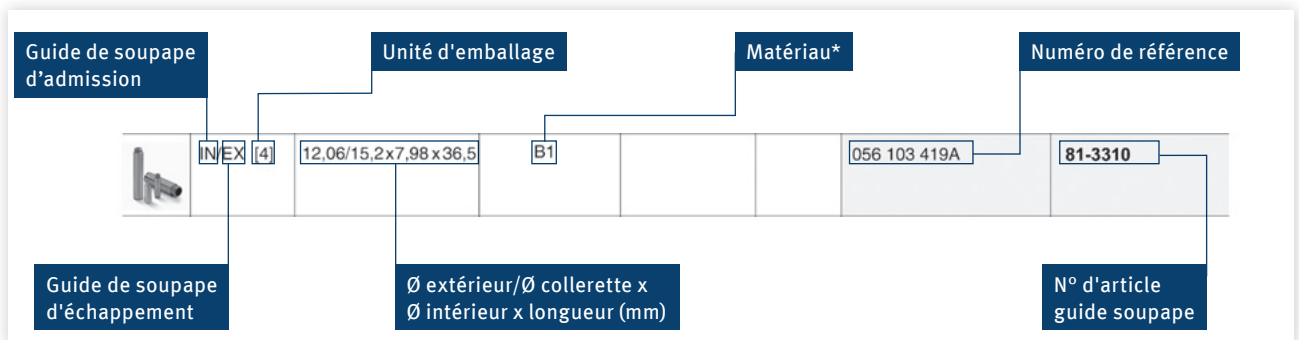 Guide de soupape
d’admission
Unité d'emballage
Matériau*
Numéro de référence
IN/EX [4]
12,06/15,2x7,98x36,5
B1
056 103 419A
81-3310
Guide de soupape
d'échappement
Ø extérieur/Ø collerette x
Ø intérieur x longueur (mm)
N° d'article
guide soupape